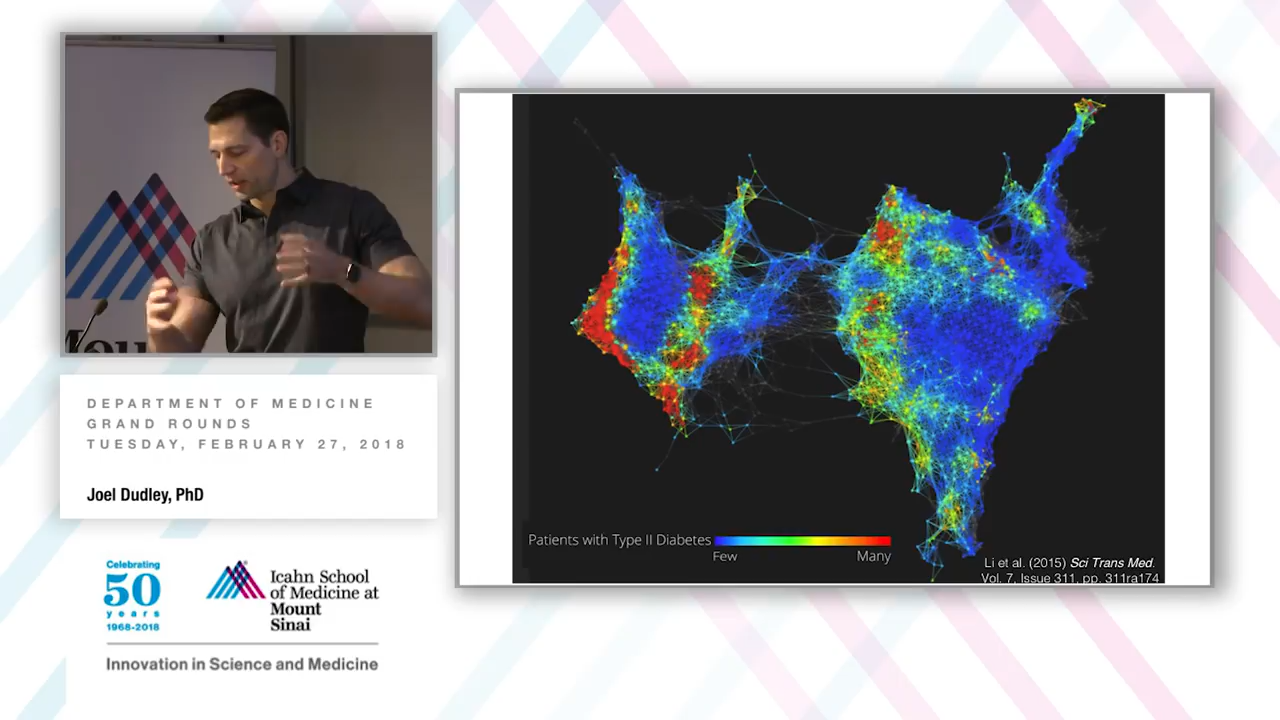 DEPARTMENT OF MEDICINE
GRAND ROUNDS
TUESDAY, FEBRUARY 27, 2018
Joel Dudley, PhD
Celebrating
50
years
1968-2018
Icahn School
of Medicine at
Mount
Sinai
Innovation in Science and Medicine
Patients with Type II Diabetes
Few
Many
Li et al. (2015) Sci Trans Med.
Vol. 7, Issue 311, pp. 311ra174